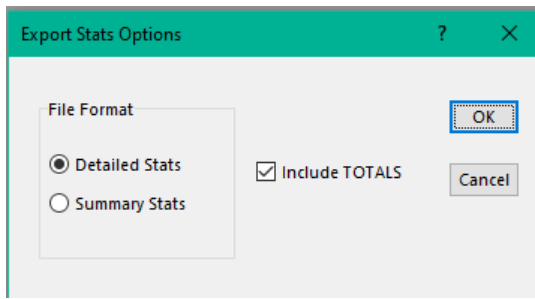 Export Stats Options ?
File Format
OK
Detailed Stats
Include TOTALS
Cancel
Summary Stats